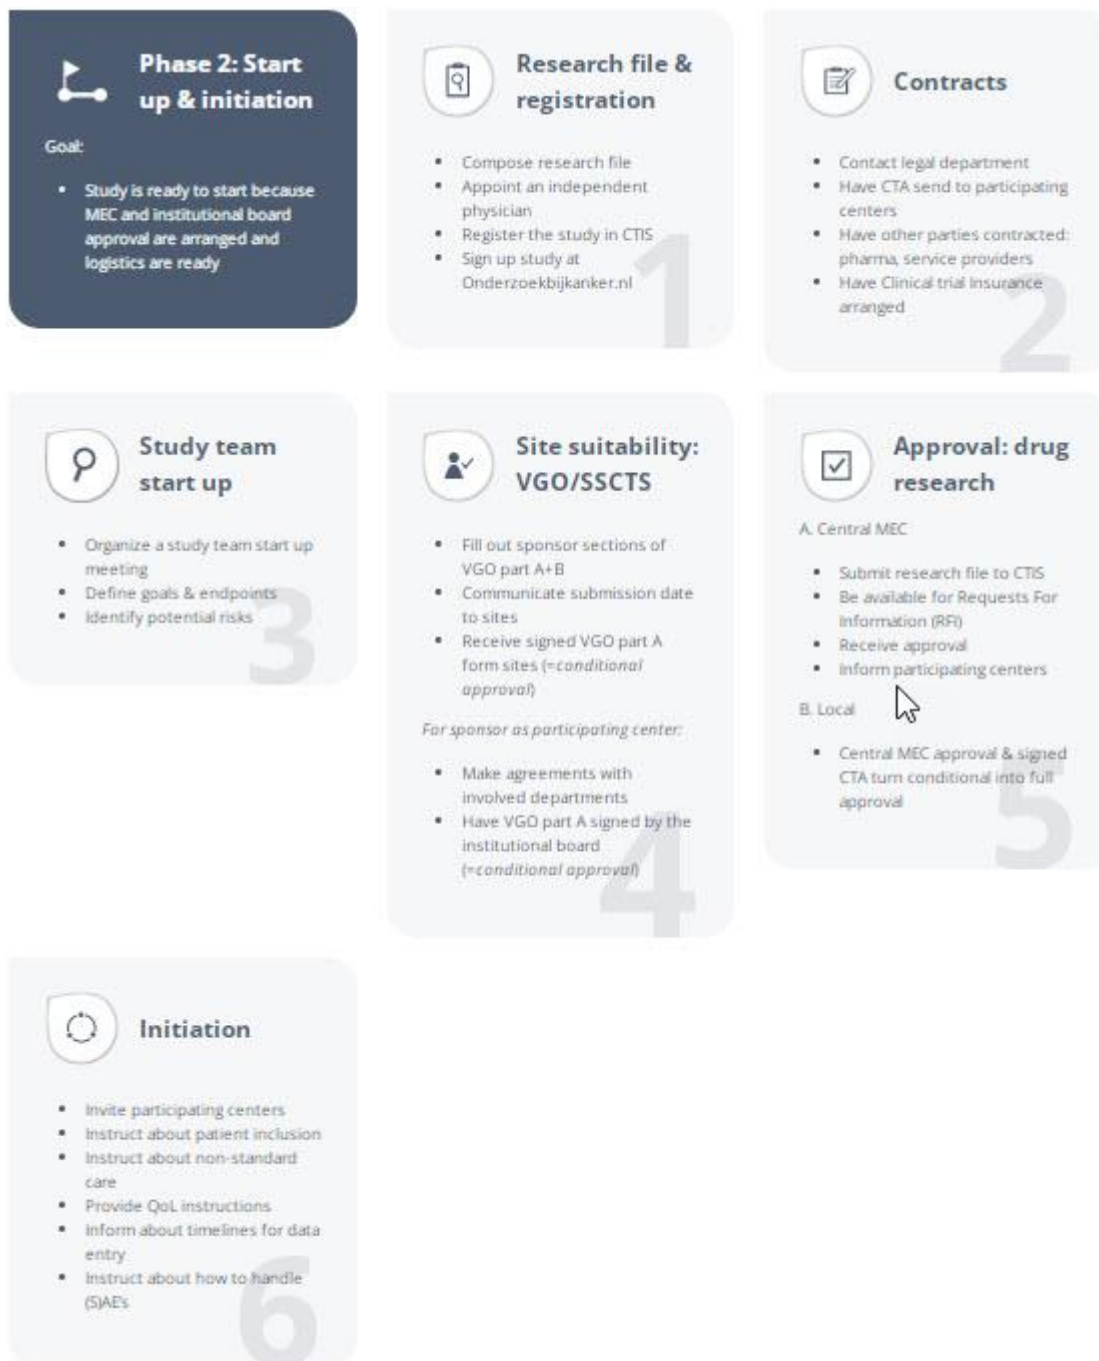 Phase 2: Start
up & initiation
Goal:
Study is ready to start because
MEC and institutional board
approval are arranged and
logistics are ready
Research file &
registration
Compose research file
Appoint an independent
physician
Register the study in CTIS
Sign up study at
Onderzoekbijkanker.nl
1
Contracts
Contact legal department
Have CTA send to participating
centers
Have other parties contracted:
pharma, service providers
Have Clinical trial Insurance
arranged
2
Study team
start up
Organize a study team start up
meeting
Define goals & endpoints
Identify potential risks
3
Site suitability:
VGO/SSCTS
Fill out sponsor sections of
VGO part A+B
Communicate submission date
to sites
Receive signed VGO part A
form sites (=conditional
approval)
For sponsor as participating center:
Make agreements with
involved departments
Have VGO part A signed by the
institutional board
(=conditional approval)
4
Approval: drug
research
A. Central MEC
Submit research file to CTIS
Be available for Requests For
Information (RFI)
Receive approval
Inform participating centers
B. Local
Central MEC approval & signed
CTA turn conditional into full
approval
5
Initiation
Invite participating centers
Instruct about patient inclusion
Instruct about non-standard
care
Provide QoL instructions
Inform about timelines for data
entry
Instruct about how to handle
(S)AE's
6